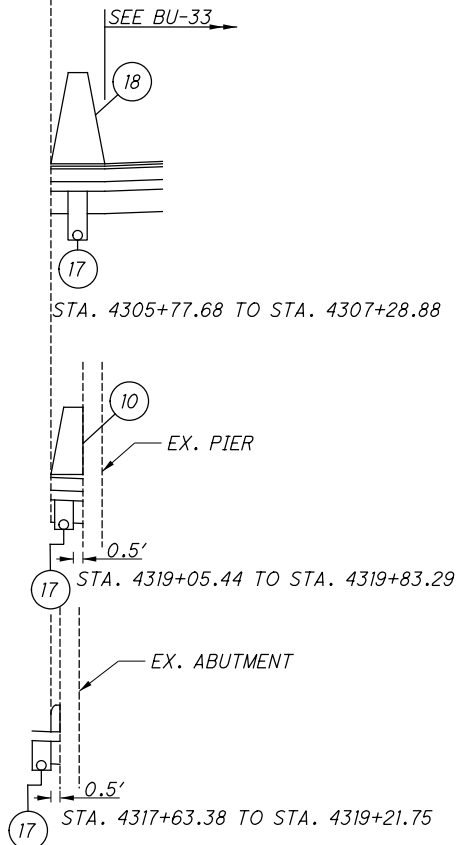 SEE BU-33
18
17
STA. 4305+77.68 TO STA. 4307+28.88
10
EX. PIER
0.5'
17
STA. 4319+05.44 TO STA. 4319+83.29
EX. ABUTMENT
0.5'
17
STA. 4317+63.38 TO STA. 4319+21.75